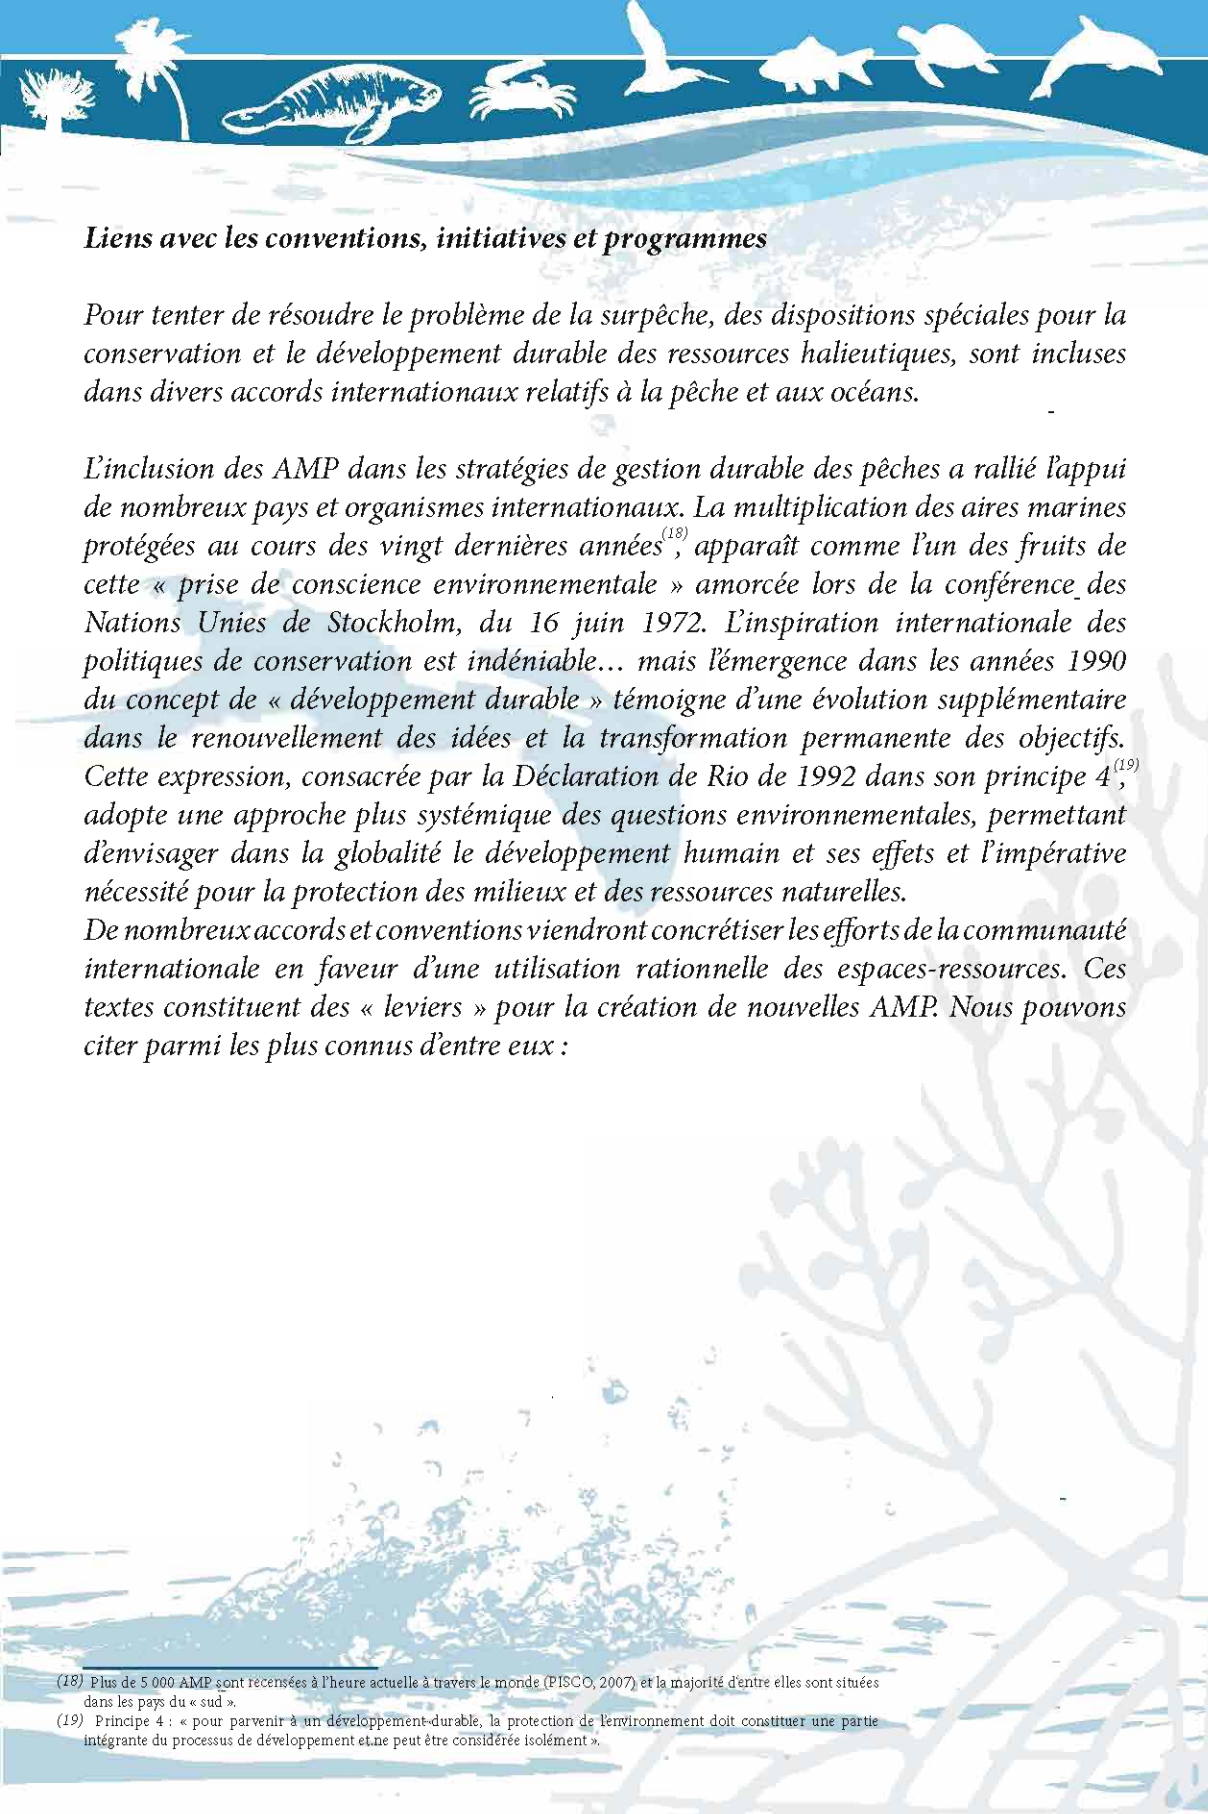 Liens avec les conventions, initiatives et programmes
Pour tenter de résoudre le problème de la surpêche, des dispositions spéciales pour la
conservation et le développement durable des ressources halieutiques, sont incluses
dans divers accords internationaux relatifs à la pêche et aux océans.
L'inclusion des AMP dans les stratégies de gestion durable des pêches a rallié l'appui
de nombreux pays et organismes internationaux. La multiplication des aires marines
protégées au cours des vingt dernières années(18), apparaît comme l'un des fruits de
cette « prise de conscience environnementale » amorcée lors de la conférence des
Nations Unies de Stockholm, du 16 juin 1972. L'inspiration internationale des
politiques de conservation est indéniable… mais l'émergence dans les années 1990
du concept de « développement durable » témoigne d'une évolution supplémentaire
dans le renouvellement des idées et la transformation permanente des objectifs.
Cette expression, consacrée par la Déclaration de Rio de 1992 dans son principe 4(19),
adopte une approche plus systémique des questions environnementales, permettant
d'envisager dans la globalité le développement humain et ses effets et l'impérative
nécessité pour la protection des milieux et des ressources naturelles.
De nombreux accords et conventions viendront concrétiser les efforts de la communauté
internationale en faveur d'une utilisation rationnelle des espaces-ressources. Ces
textes constituent des « leviers » pour la création de nouvelles AMP. Nous pouvons
citer parmi les plus connus d'entre eux :
(18) Plus de 5 000 AMP sont recensées à l'heure actuelle à travers le monde (PISCO, 2007) et la majorité d'entre elles sont situées
dans les pays du « sud ».
(19) Principe 4 : « pour parvenir à un développement durable, la protection de l'environnement doit constituer une partie
intégrante du processus de développement et ne peut être considérée isolément ».